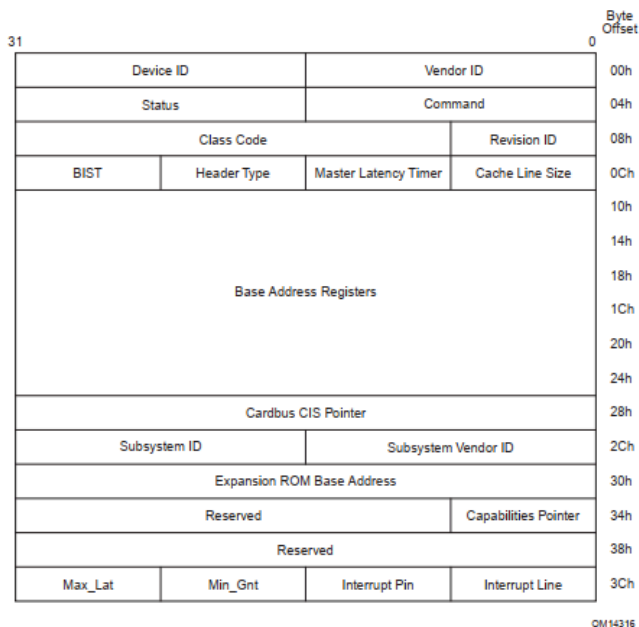 Byte
Offset
31 0
Device ID Vendor ID 00h
Status Command 04h
Class Code Revision ID 08h
BIST Header Type Master Latency Timer Cache Line Size 0Ch
10h
14h
18h
Base Address Registers
1Ch
20h
24h
Cardbus CIS Pointer 28h
Subsystem ID Subsystem Vendor ID 2Ch
Expansion ROM Base Address 30h
Reserved Capabilities Pointer 34h
Reserved 38h
Max_Lat Min_Gnt Interrupt Pin Interrupt Line 3Ch
OM14316